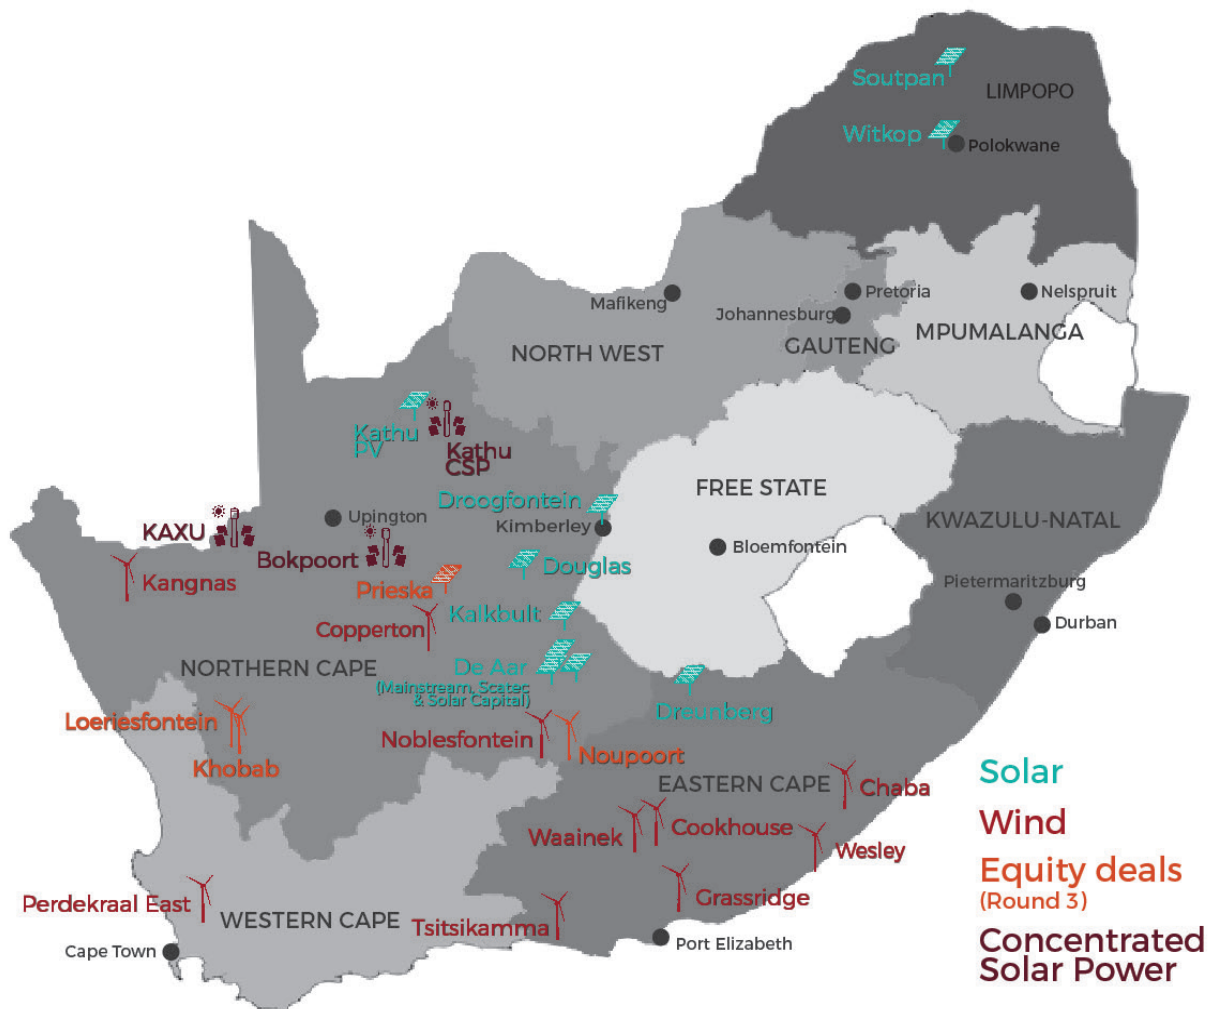 Soutpan
LIMPOPO
Witkop
Polokwane
Mafikeng
Pretoria
Nelspruit
Johannesburg
MPUMALANGA
GAUTENG
NORTH WEST
Kathu
PV
Kathu
CSP
FREE STATE
Droogfontein
Upington
Kimberley
KWAZULU-NATAL
KAXU
Bokpoort
Bloemfontein
Douglas
Kangnas
Prieska
Pietermaritzburg
Kalkbult
Durban
Copperton
NORTHERN CAPE
De Aar
(Mainstream, Scatec
& Solar Capital)
Dreunberg
Loeriesfontein
Noblesfontein
Noupoort
Khobab
EASTERN CAPE
Chaba
Waainek
Cookhouse
Wesley
Grassridge
Perdekraal East
WESTERN CAPE
Tsitsikamma
Cape Town
Port Elizabeth
Solar
Wind
Equity deals
(Round 3)
Concentrated
Solar Power